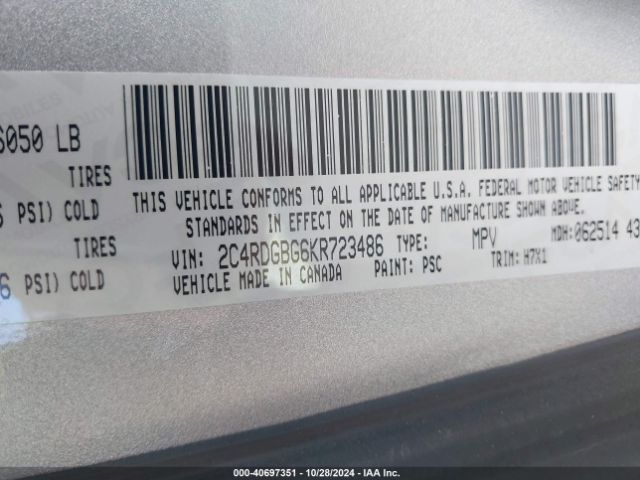 6050 LB
TIRES
PSI) COLD
TIRES
6 PSI) COLD
THIS VEHICLE CONFORMS TO ALL APPLICABLE U.S.A. FEDERAL MOTOR VEHICLE SAFETY
STANDARDS IN EFFECT ON THE DATE OF MANUFACTURE SHOWN ABOVE.
VIN: 2C4RDGBG6KR723486 TYPE: MPV MDH: 062514 43
VEHICLE MADE IN CANADA PAINT: PSC TRIM: H7X1
000-40697351 | 10/28/2024 | IAA Inc.